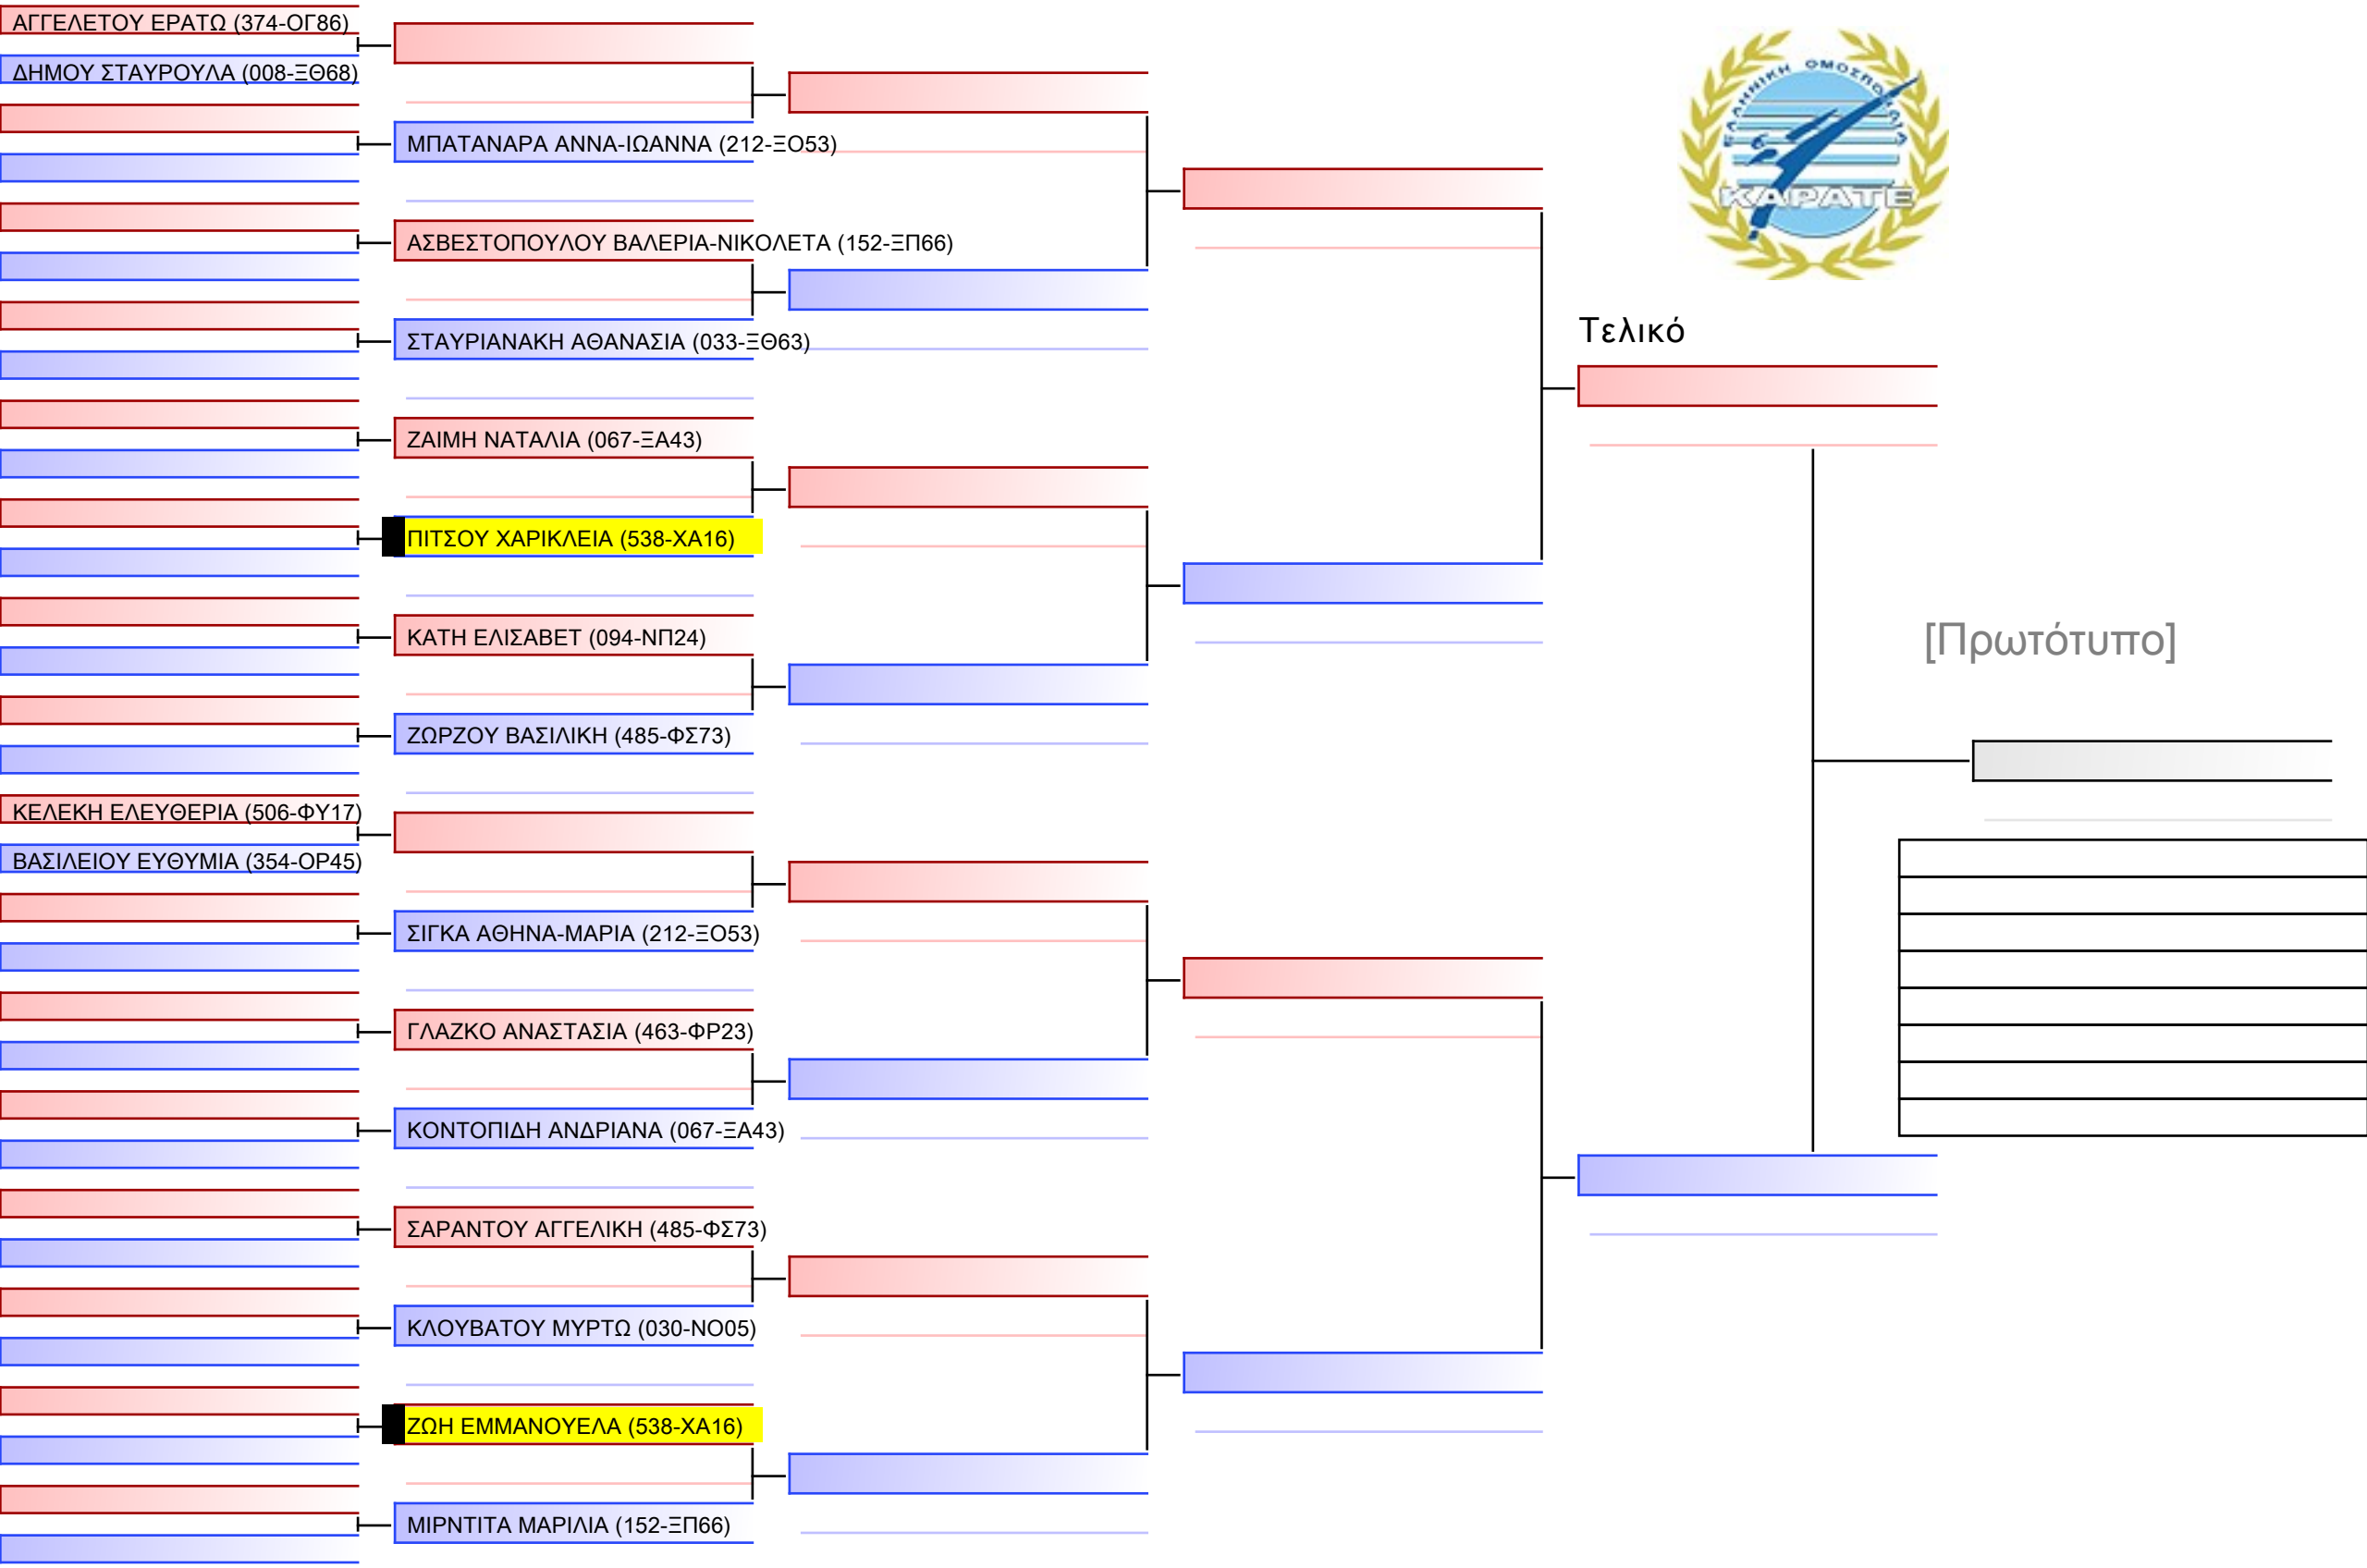 ΑΓΓΕΛΕΤΟΥ ΕΡΑΤΩ (374-ΟΓ86)
ΔΗΜΟΥ ΣΤΑΥΡΟΥΛΑ (008-ΞΘ68)
ΜΠΑΤΑΝΑΡΑ ΑΝΝΑ-ΙΩΑΝΝΑ (212-ΞΟ53)
ΑΣΒΕΣΤΟΠΟΥΛΟΥ ΒΑΛΕΡΙΑ-ΝΙΚΟΛΕΤΑ (152-ΞΠ66)
ΣΤΑΥΡΙΑΝΑΚΗ ΑΘΑΝΑΣΙΑ (033-ΞΘ63)
ΖΑΙΜΗ ΝΑΤΑΛΙΑ (067-ΞΑ43)
ΠΙΤΣΟΥ ΧΑΡΙΚΛΕΙΑ (538-ΧΑ16)
ΚΑΤΗ ΕΛΙΣΑΒΕΤ (094-ΝΠ24)
ΖΩΡΖΟΥ ΒΑΣΙΛΙΚΗ (485-ΦΣ73)
ΚΕΛΕΚΗ ΕΛΕΥΘΕΡΙΑ (506-ΦΥ17)
ΒΑΣΙΛΕΙΟΥ ΕΥΘΥΜΙΑ (354-ΟΡ45)
ΣΙΓΚΑ ΑΘΗΝΑ-ΜΑΡΙΑ (212-ΞΟ53)
ΓΛΑΖΚΟ ΑΝΑΣΤΑΣΙΑ (463-ΦΡ23)
ΚΟΝΤΟΠΙΔΗ ΑΝΔΡΙΑΝΑ (067-ΞΑ43)
ΣΑΡΑΝΤΟΥ ΑΓΓΕΛΙΚΗ (485-ΦΣ73)
ΚΛΟΥΒΑΤΟΥ ΜΥΡΤΩ (030-ΝΟ05)
ΖΩΗ ΕΜΜΑΝΟΥΕΛΑ (538-ΧΑ16)
ΜΙΡΝΤΙΤΑ ΜΑΡΙΛΙΑ (152-ΞΠ66)
ΕΛΛΗΝΙΚΗ ΟΜΟΣΠΟΝΔΙΑ
ΚΑΡΑΤΕ
Τελικό
[Πρωτότυπο]